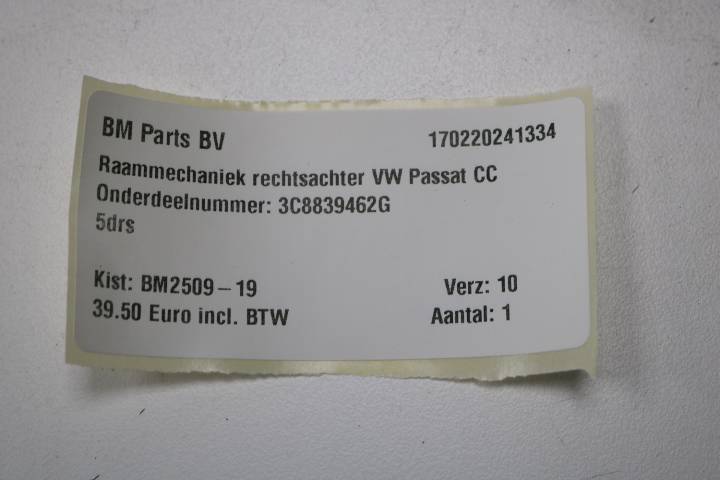 BM Parts BV 170220241334
Raammechaniek rechtsachter VW Passat CC
Onderdeelnummer: 3C8839462G
5drs
Kist: BM2509-19 Verz: 10
39.50 Euro incl. BTW Aantal: 1